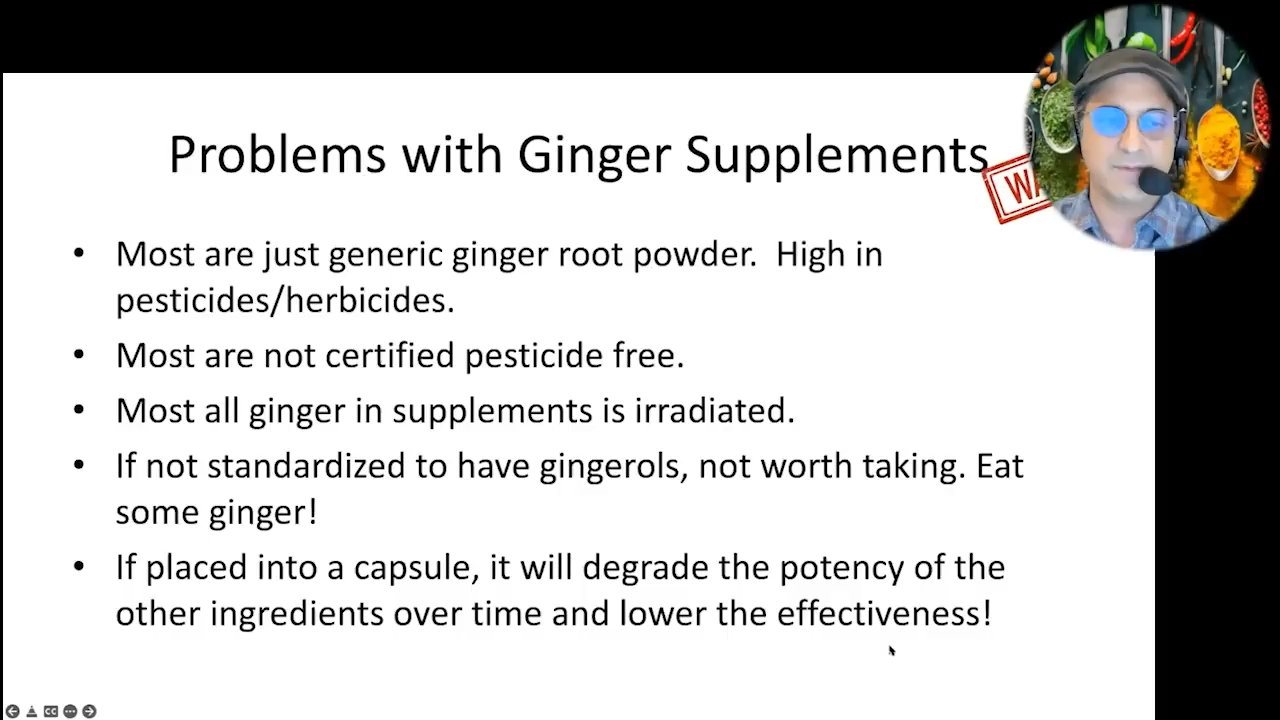 Problems with Ginger Supplements
• Most are just generic ginger root powder.  High in
pesticides/herbicides.
• Most are not certified pesticide free.
• Most all ginger in supplements is irradiated.
• If not standardized to have gingerols, not worth taking. Eat
some ginger!
• If placed into a capsule, it will degrade the potency of the
other ingredients over time and lower the effectiveness!